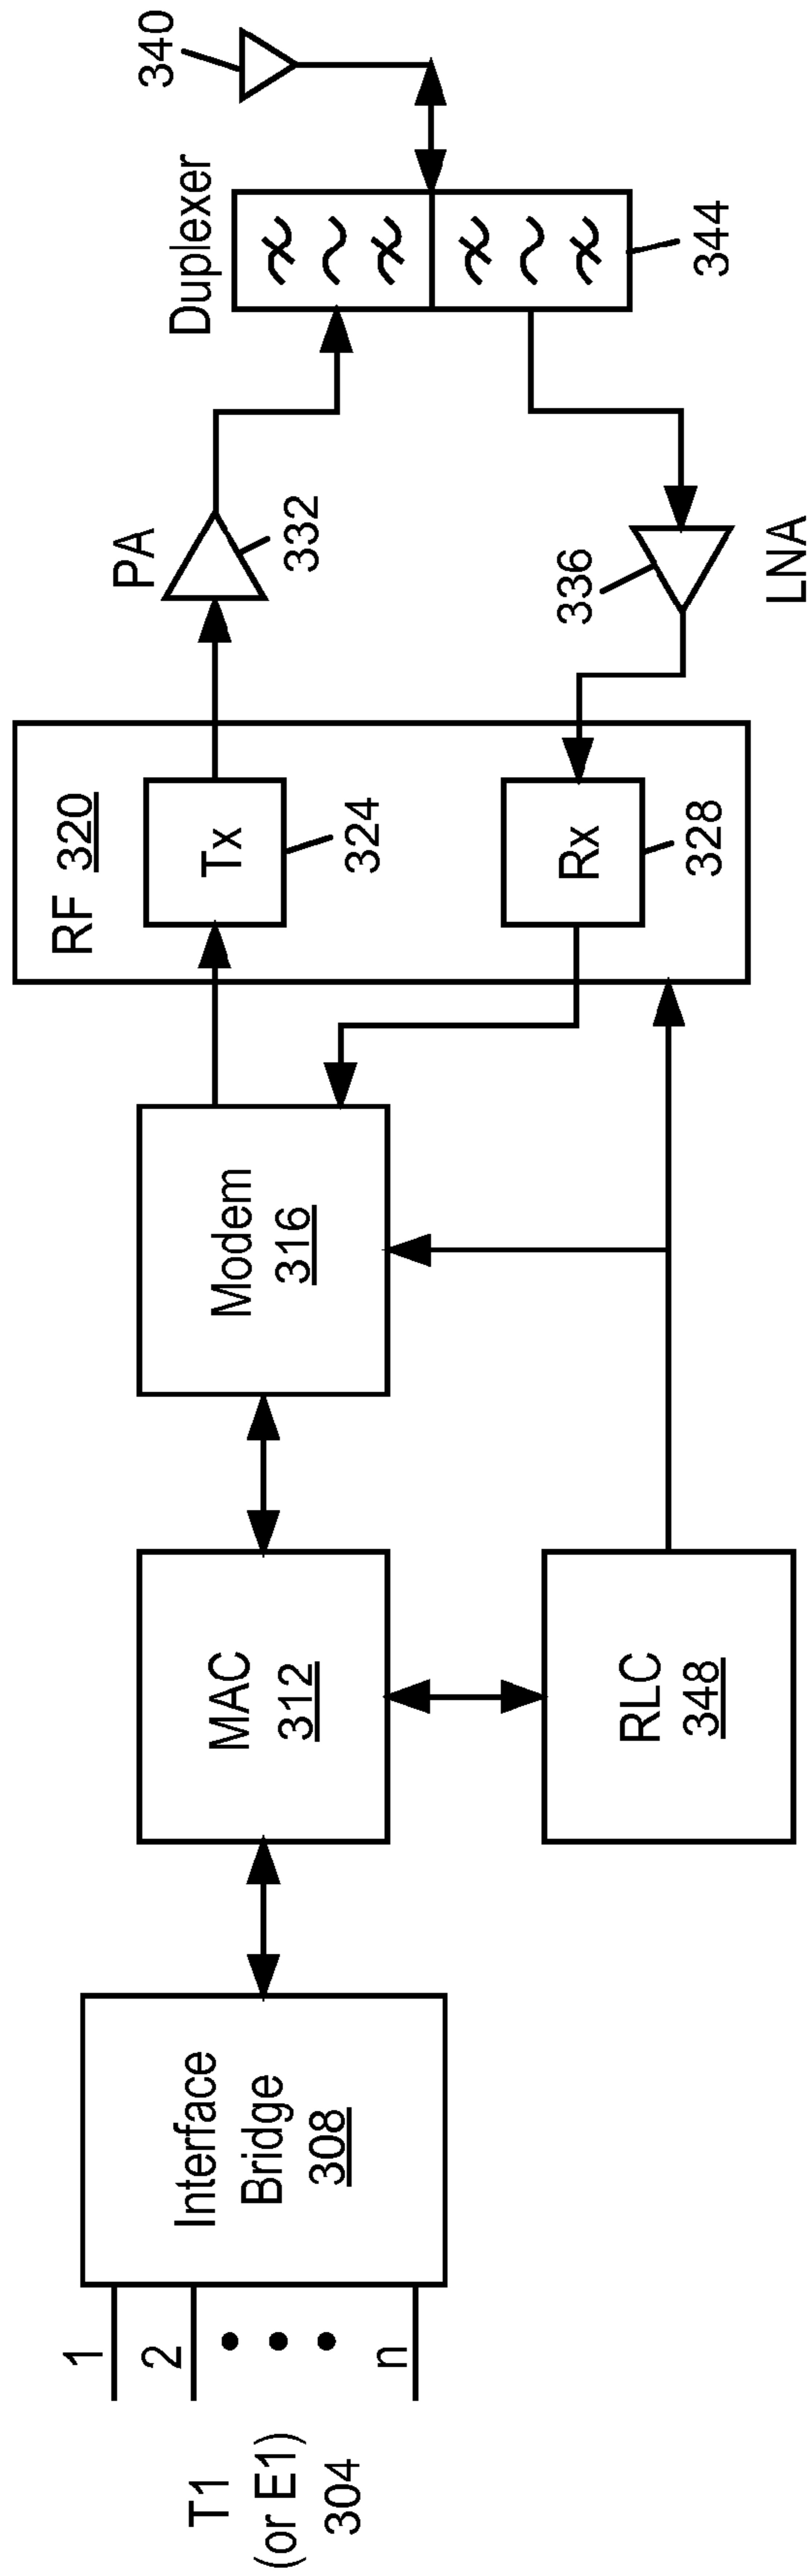 T1
(or E1)
304
1
2
n
Interface
Bridge
308
MAC
312
RLC
348
Modem
316
RF 320
Tx
324
Rx
328
PA
332
336
LNA
Duplexer
344
340